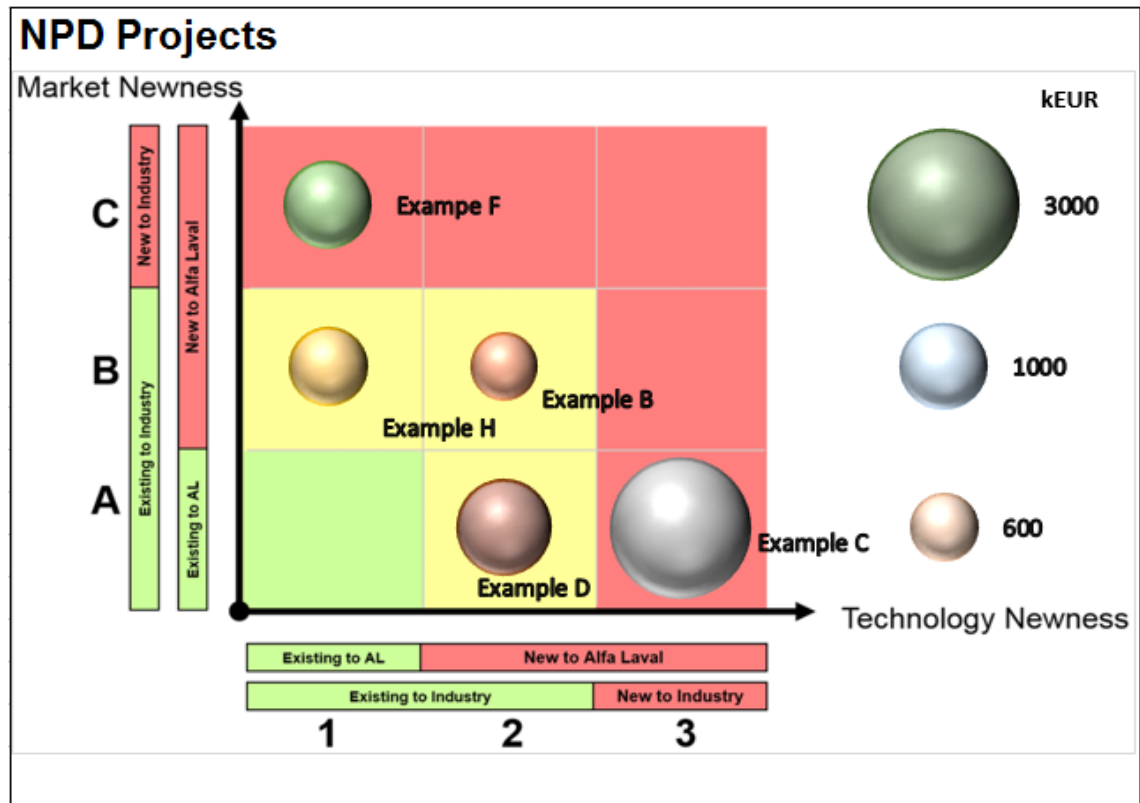 NPD Projects
Market Newness
kEUR
C
New to Industry
New to Alfa Laval
Exampe F
3000
B
Existing to Industry
Example B
Example H
1000
A
Existing to AL
Example C
Example D
600
Technology Newness
Existing to AL
New to Alfa Laval
Existing to Industry
New to Industry
1
2
3